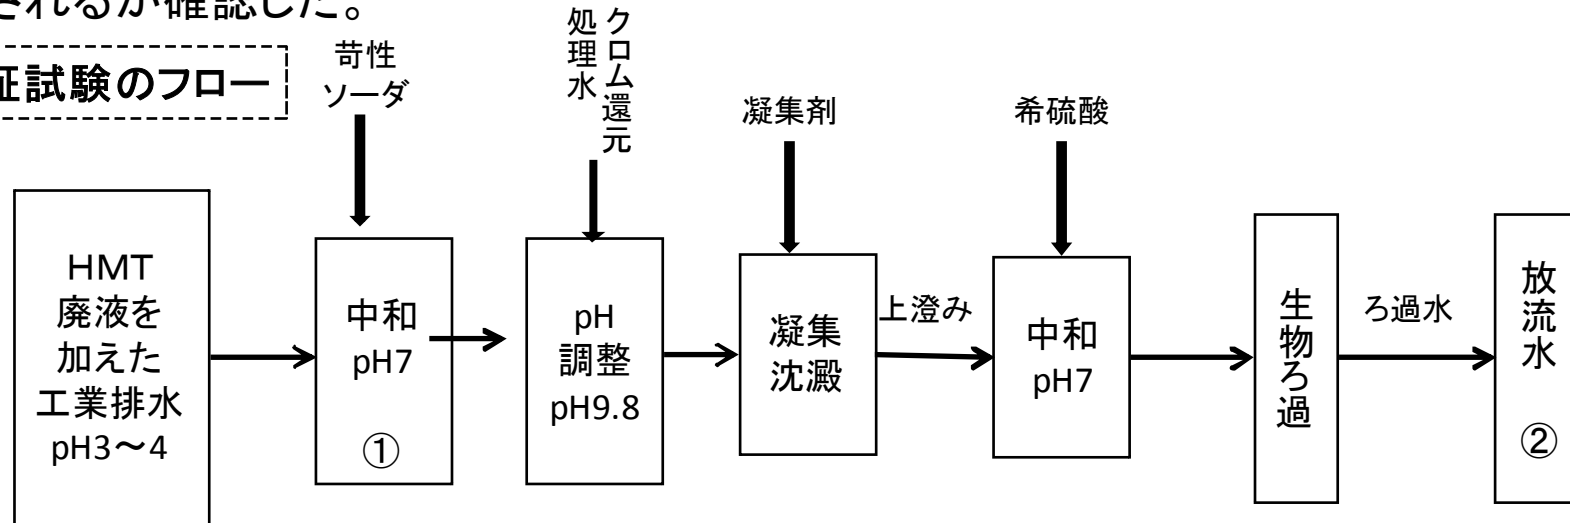 されるか確認した。
証試験のフロー
苛性
ソーダ
クロム還元
処理水
凝集剤
希硫酸
HMT
廃液を
加えた
工業排水
pH3〜4
中和
pH7
①
pH
調整
pH9.8
凝集
沈澱
上澄み
中和
pH7
生物ろ過
ろ過水
放流水
②